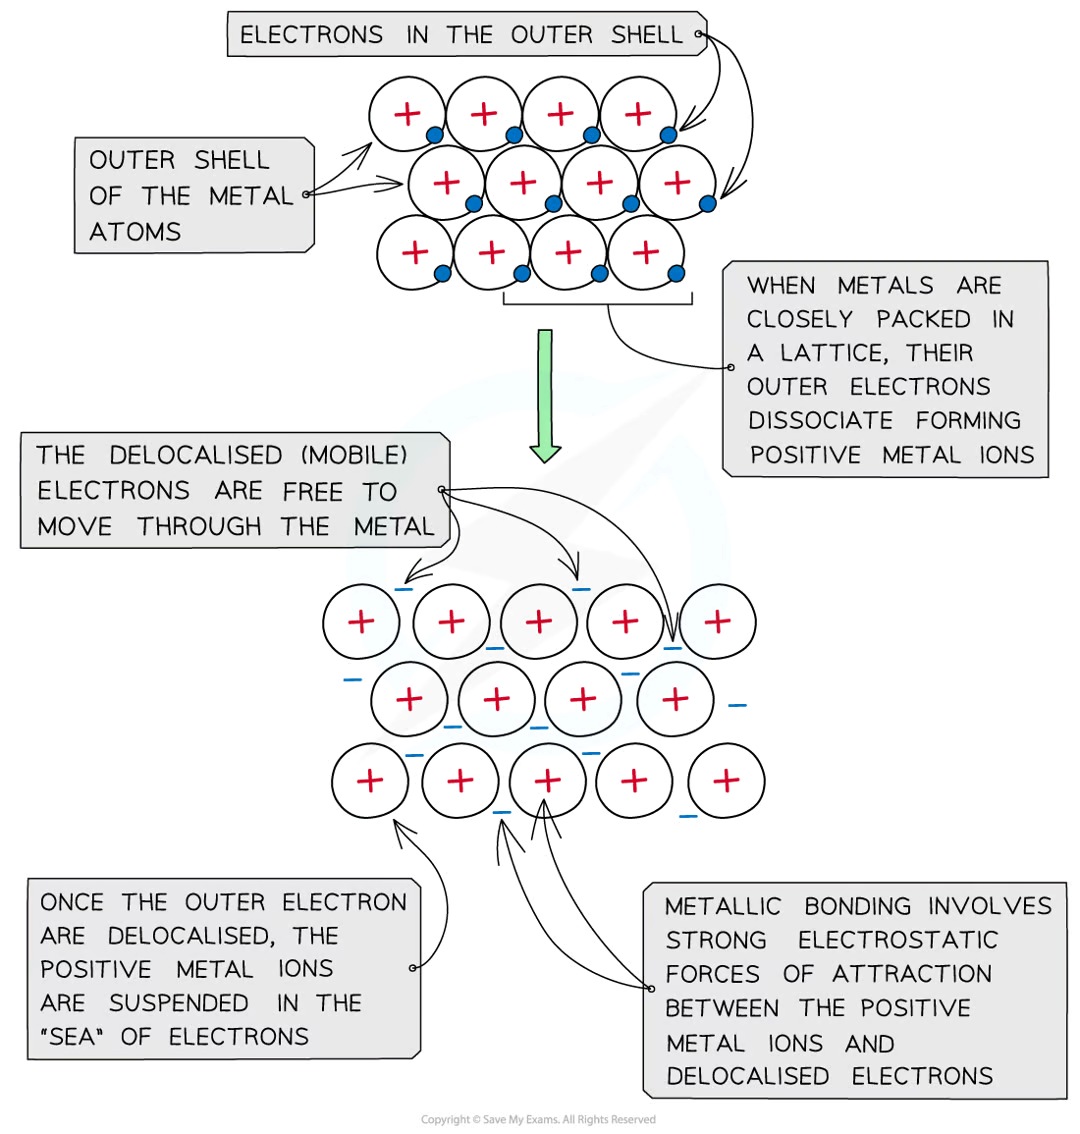 ELECTRONS IN THE OUTER SHELL
OUTER SHELL
OF THE METAL
ATOMS
WHEN METALS ARE
CLOSELY PACKED IN
A LATTICE, THEIR
OUTER ELECTRONS
DISSOCIATE FORMING
POSITIVE METAL IONS
THE DELOCALISED (MOBILE)
ELECTRONS ARE FREE TO
MOVE THROUGH THE METAL
ONCE THE OUTER ELECTRON
ARE DELOCALISED, THE
POSITIVE METAL IONS
ARE SUSPENDED IN THE
"SEA" OF ELECTRONS
METALLIC BONDING INVOLVES
STRONG ELECTROSTATIC
FORCES OF ATTRACTION
BETWEEN THE POSITIVE
METAL IONS AND
DELOCALISED ELECTRONS
Copyright © Save My Exams. All Rights Reserved